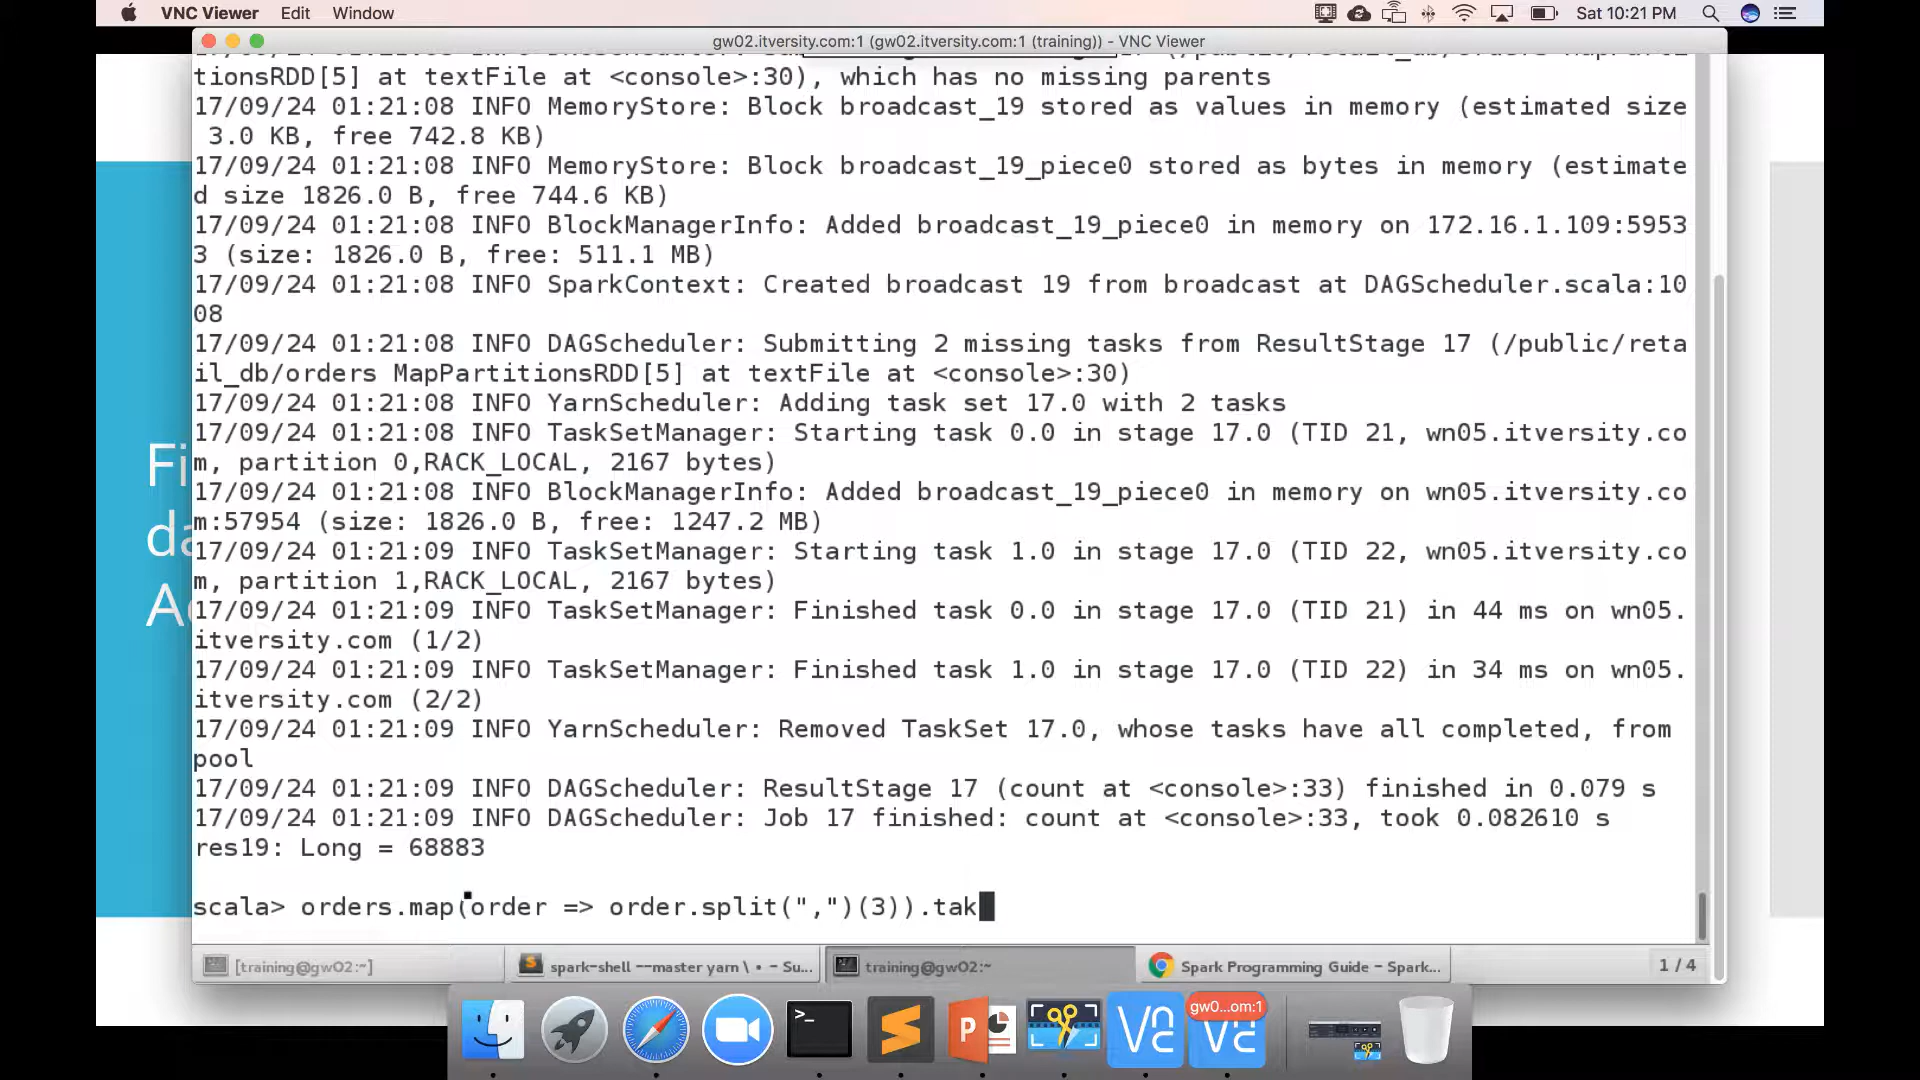 VNC Viewer Edit Window Sat 10:21 PM
gw02.itversity.com:1 (gw02.itversity.com:1 (training)) - VNC Viewer
tionsRDD[5] at textFile at <console>:30), which has no missing parents
17/09/24 01:21:08 INFO MemoryStore: Block broadcast_19 stored as values in memory (estimated size
3.0 KB, free 742.8 KB)
17/09/24 01:21:08 INFO MemoryStore: Block broadcast_19_piece0 stored as bytes in memory (estimate
d size 1826.0 B, free 744.6 KB)
17/09/24 01:21:08 INFO BlockManagerInfo: Added broadcast_19_piece0 in memory on 172.16.1.109:5953
3 (size: 1826.0 B, free: 511.1 MB)
17/09/24 01:21:08 INFO SparkContext: Created broadcast 19 from broadcast at DAGScheduler.scala:10
08
17/09/24 01:21:08 INFO DAGScheduler: Submitting 2 missing tasks from ResultStage 17 (/public/reta
il_db/orders MapPartitionsRDD[5] at textFile at <console>:30)
17/09/24 01:21:08 INFO YarnScheduler: Adding task set 17.0 with 2 tasks
17/09/24 01:21:08 INFO TaskSetManager: Starting task 0.0 in stage 17.0 (TID 21, wn05.itversity.co
m, partition 0,RACK_LOCAL, 2167 bytes)
17/09/24 01:21:08 INFO BlockManagerInfo: Added broadcast_19_piece0 in memory on wn05.itversity.co
m:57954 (size: 1826.0 B, free: 1247.2 MB)
17/09/24 01:21:09 INFO TaskSetManager: Starting task 1.0 in stage 17.0 (TID 22, wn05.itversity.co
m, partition 1,RACK_LOCAL, 2167 bytes)
17/09/24 01:21:09 INFO TaskSetManager: Finished task 0.0 in stage 17.0 (TID 21) in 44 ms on wn05.
itversity.com (1/2)
17/09/24 01:21:09 INFO TaskSetManager: Finished task 1.0 in stage 17.0 (TID 22) in 34 ms on wn05.
itversity.com (2/2)
17/09/24 01:21:09 INFO YarnScheduler: Removed TaskSet 17.0, whose tasks have all completed, from
pool
17/09/24 01:21:09 INFO DAGScheduler: ResultStage 17 (count at <console>:33) finished in 0.079 s
17/09/24 01:21:09 INFO DAGScheduler: Job 17 finished: count at <console>:33, took 0.082610 s
res19: Long = 68883
scala> orders.map(order => order.split(",")(3)).tak
[training@gw02:~] spark-shell --master yarn \ • - Su... training@gw02:~ Spark Programming Guide - Spark... 1 / 4
Fi
da
gw0...om:1